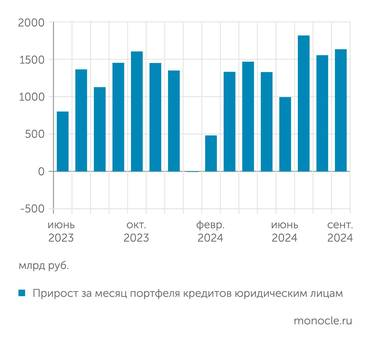 2000
1500
1000
500
0
-500
июнь окт. февр. июнь сент.
2023 2023 2024 2024 2024
млрд руб.
Прирост за месяц портфеля кредитов юридическим лицам
monocle.ru